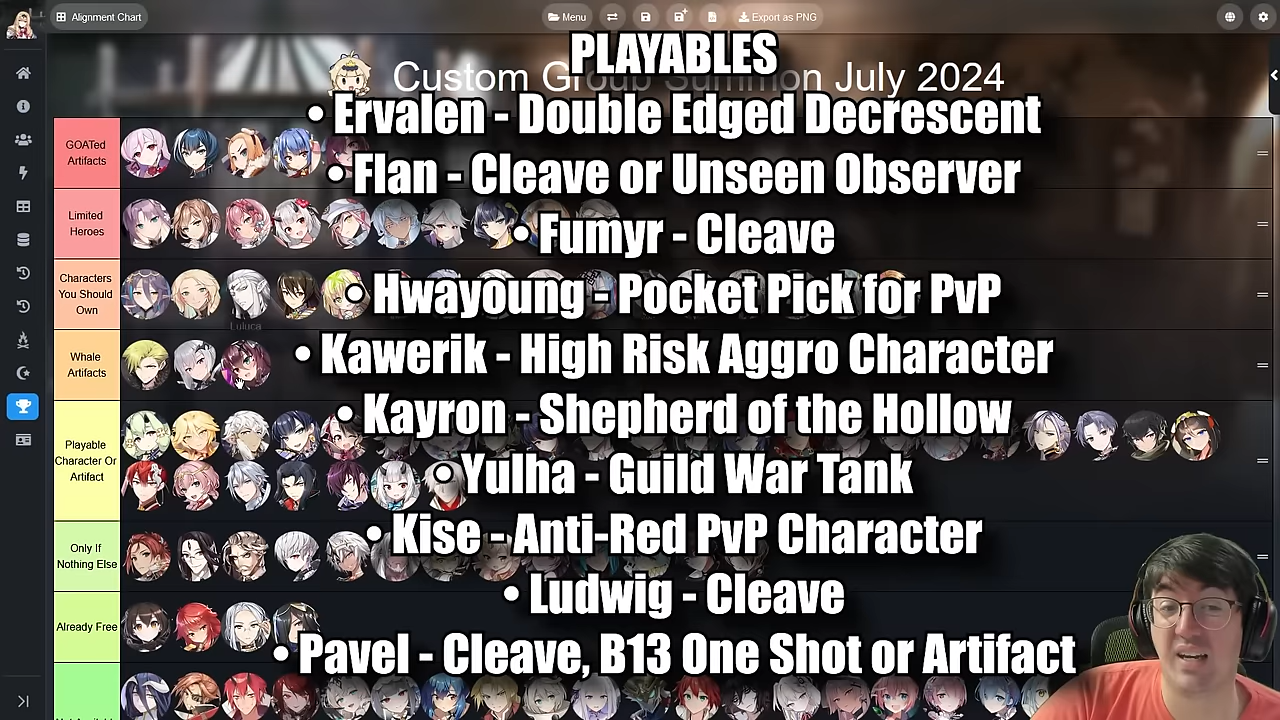 Alignment Chart
Menu
Export as PNG
PLAYABLES
Custom Group Summon July 2024
• Ervalen - Double Edged Decrescent
• Flan - Cleave or Unseen Observer
• Fumyr - Cleave
• Hwayoung - Pocket Pick for PvP
• Kawerik - High Risk Aggro Character
• Kayron - Shepherd of the Hollow
• Yulha - Guild War Tank
• Kise - Anti-Red PvP Character
• Ludwig - Cleave
• Pavel - Cleave, B13 One Shot or Artifact
GOATed
Artifacts
Limited
Heroes
Characters
You Should
Own
Luluca
Whale
Artifacts
Playable
Character Or
Artifact
Only If
Nothing Else
Already Free